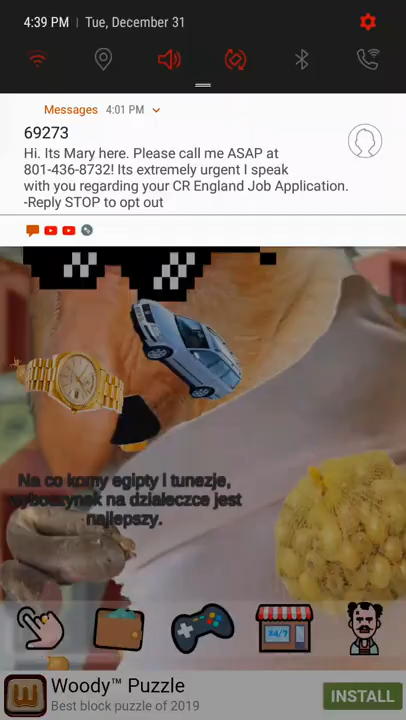 4:39 PM | Tue, December 31
Messages 4:01 PM
69273
Hi. Its Mary here. Please call me ASAP at
801-436-8732! Its extremely urgent I speak
with you regarding your CR England Job Application.
-Reply STOP to opt out
Na co komy egipty i tunezje,
wyboczynek na działeczce jest
najlepszy.
24/7
Woody™ Puzzle
Best block puzzle of 2019
INSTALL